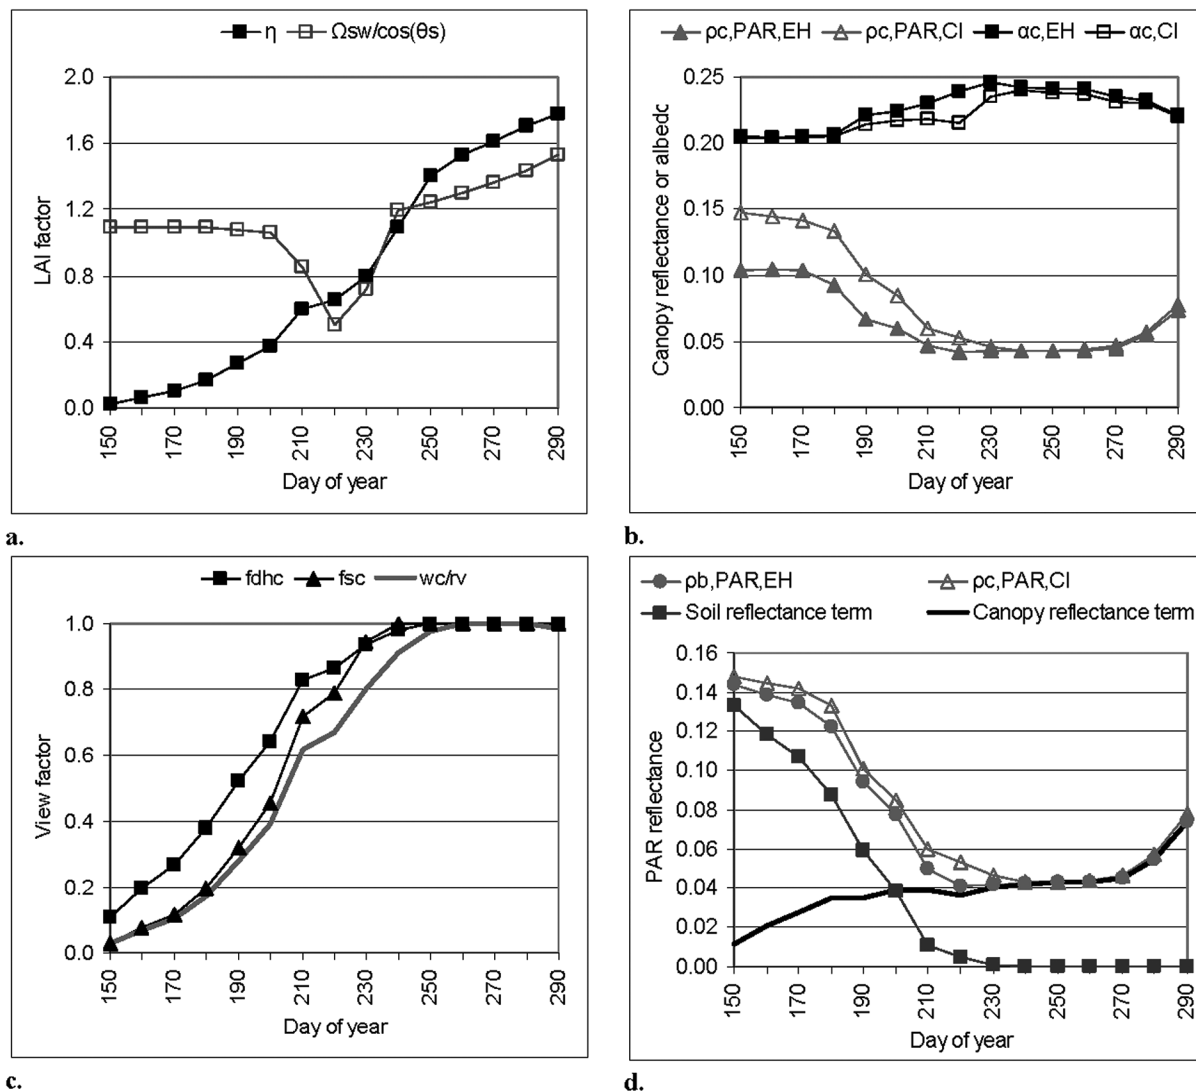 η Ωsw/cos(θs)
2.0
1.6
1.2
0.8
0.4
0.0
LAI factor
150 170 190 210 230 250 270 290
Day of year
a.
ρc,PAR,EH ρc,PAR,CI αc,EH αc,CI
0.25
0.20
0.15
0.10
0.05
0.00
Canopy reflectance or albedo
150 170 190 210 230 250 270 290
Day of year
b.
fdhc fsc wc/rv
1.0
0.8
0.6
0.4
0.2
0.0
View factor
150 170 190 210 230 250 270 290
Day of year
c.
ρb,PAR,EH ρc,PAR,CI
Soil reflectance term Canopy reflectance term
0.16
0.14
0.12
0.10
0.08
0.06
0.04
0.02
0.00
PAR reflectance
150 170 190 210 230 250 270 290
Day of year
d.